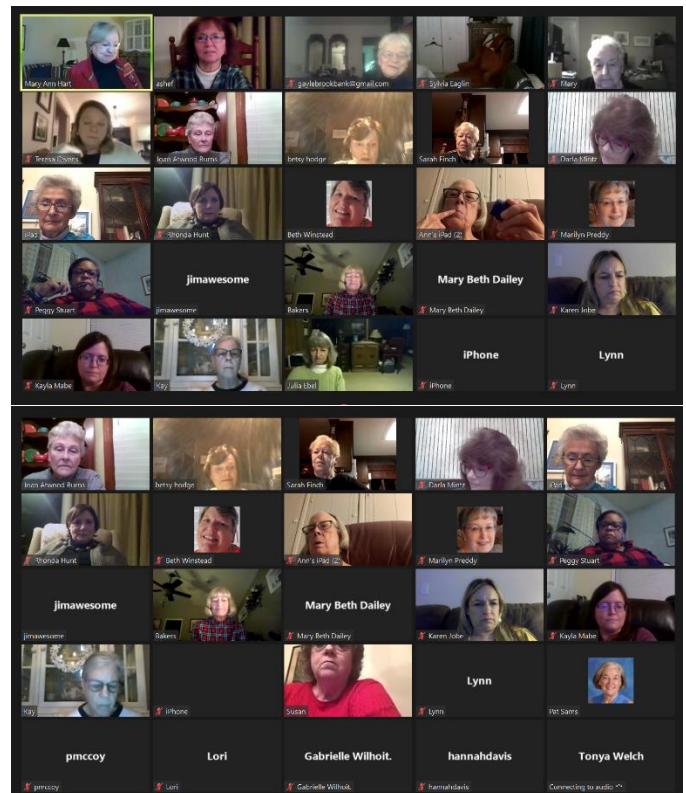 Mary Ann Hart
ashef
gaylebrookbank@gmail.com
Sylvia Eaglin
Mary
Teresa
Joan Atwood Burns
betsy hodge
Sarah Finch
Darla Mintz
iPad
Rhonda Hunt
Beth Winstead
Ann's iPad (2)
Marilyn Preddy
Peggy Stuart
jimawesome
jimawesome
Bakers
Mary Beth Dailey
Mary Beth Dailey
Karen Jobe
Kayla Mabe
Kay
Julia Ebel
iPhone
iPhone
Lynn
Lynn
Joan Atwood Burns
betsy hodge
Sarah Finch
Darla Mintz
iPad
Rhonda Hunt
Beth Winstead
Ann's iPad (2)
Marilyn Preddy
Peggy Stuart
jimawesome
jimawesome
Bakers
Mary Beth Dailey
Mary Beth Dailey
Karen Jobe
Kayla Mabe
Kay
iPhone
Susan
Lynn
Lynn
Pat Sams
pmccoy
pmccoy
Lori
Lori
Gabrielle Wilhoit.
Gabrielle Wilhoit.
hannahdavis
hannahdavis
Tonya Welch
Connecting to audio